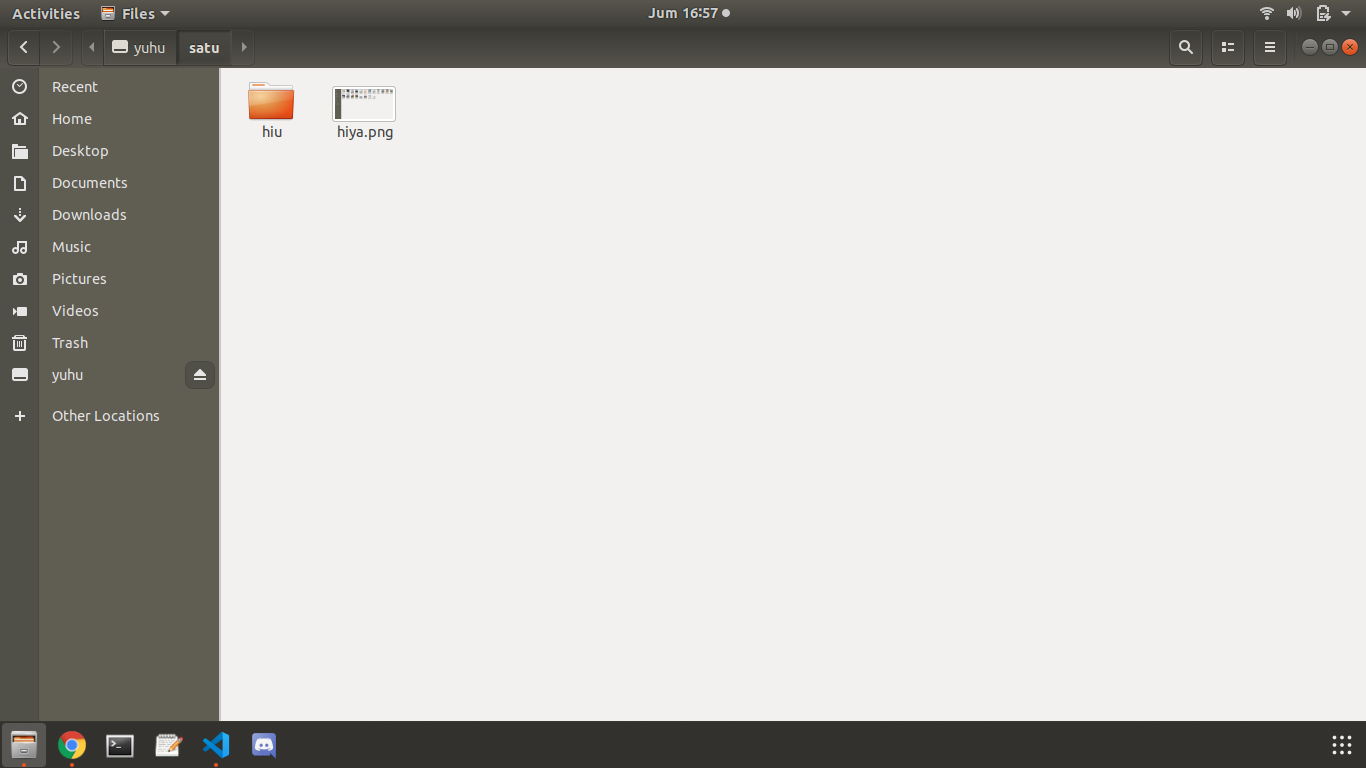 Activities Files Jum 16:57
yuhu satu
Recent
Home
Desktop
Documents
Downloads
Music
Pictures
Videos
Trash
yuhu
Other Locations
hiu hiya.png